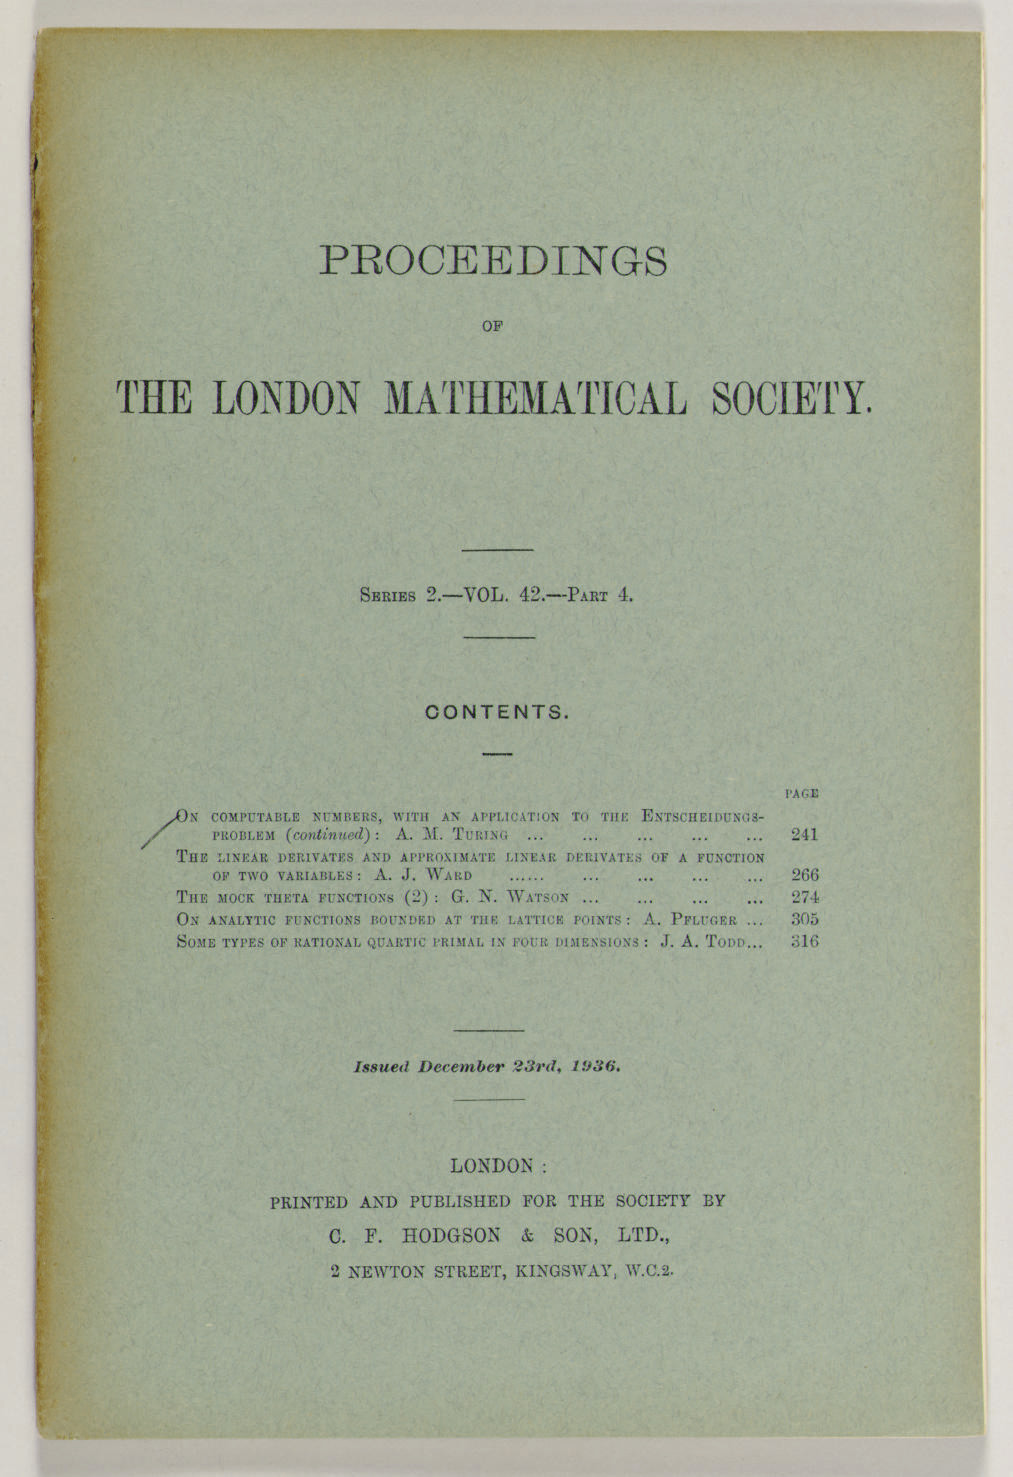 PROCEEDINGS
OF
THE LONDON MATHEMATICAL SOCIETY.
SERIES 2.—VOL. 42.—PART 4.
CONTENTS.
PAGE
ON COMPUTABLE NUMBERS, WITH AN APPLICATION TO THE ENTSCHEIDUNGS-
PROBLEM (continued) : A. M. TURING ... ... ... ... ... 241
THE LINEAR DERIVATES AND APPROXIMATE LINEAR DERIVATES OF A FUNCTION
OF TWO VARIABLES : A. J. WARD ...... ... ... ... ... 266
THE MOCK THETA FUNCTIONS (2) : G. N. WATSON ... ... ... ... 274
ON ANALYTIC FUNCTIONS BOUNDED AT THE LATTICE POINTS : A. PFLUGER ... 305
SOME TYPES OF RATIONAL QUARTIC PRIMAL IN FOUR DIMENSIONS : J. A. TODD... 316
Issued December 23rd, 1936.
LONDON :
PRINTED AND PUBLISHED FOR THE SOCIETY BY
C. F. HODGSON & SON, LTD.,
2 NEWTON STREET, KINGSWAY, W.C.2.